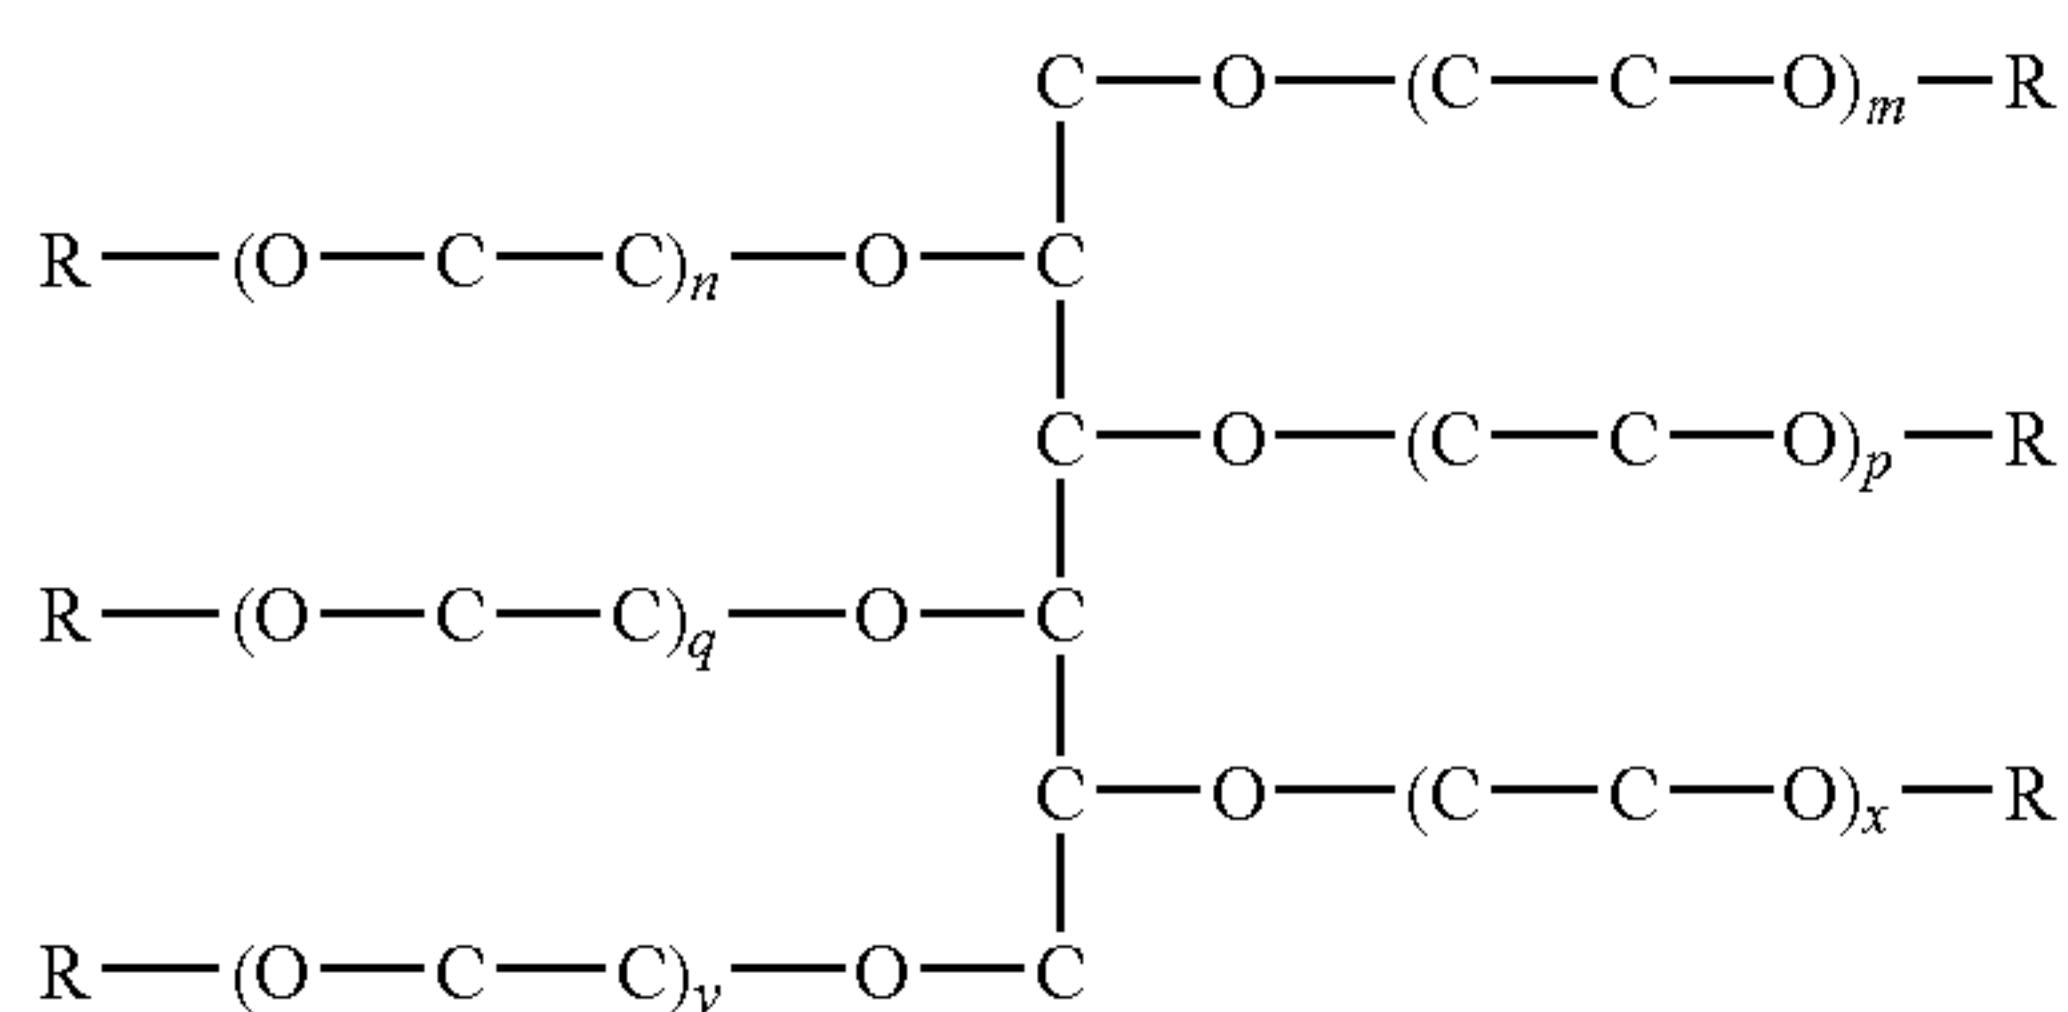 C—O—(C—C—O)m—R
R—(O—C—C)n—O—C
C—O—(C—C—O)p—R
R—(O—C—C)q—O—C
C—O—(C—C—O)x—R
R—(O—C—C)y—O—C